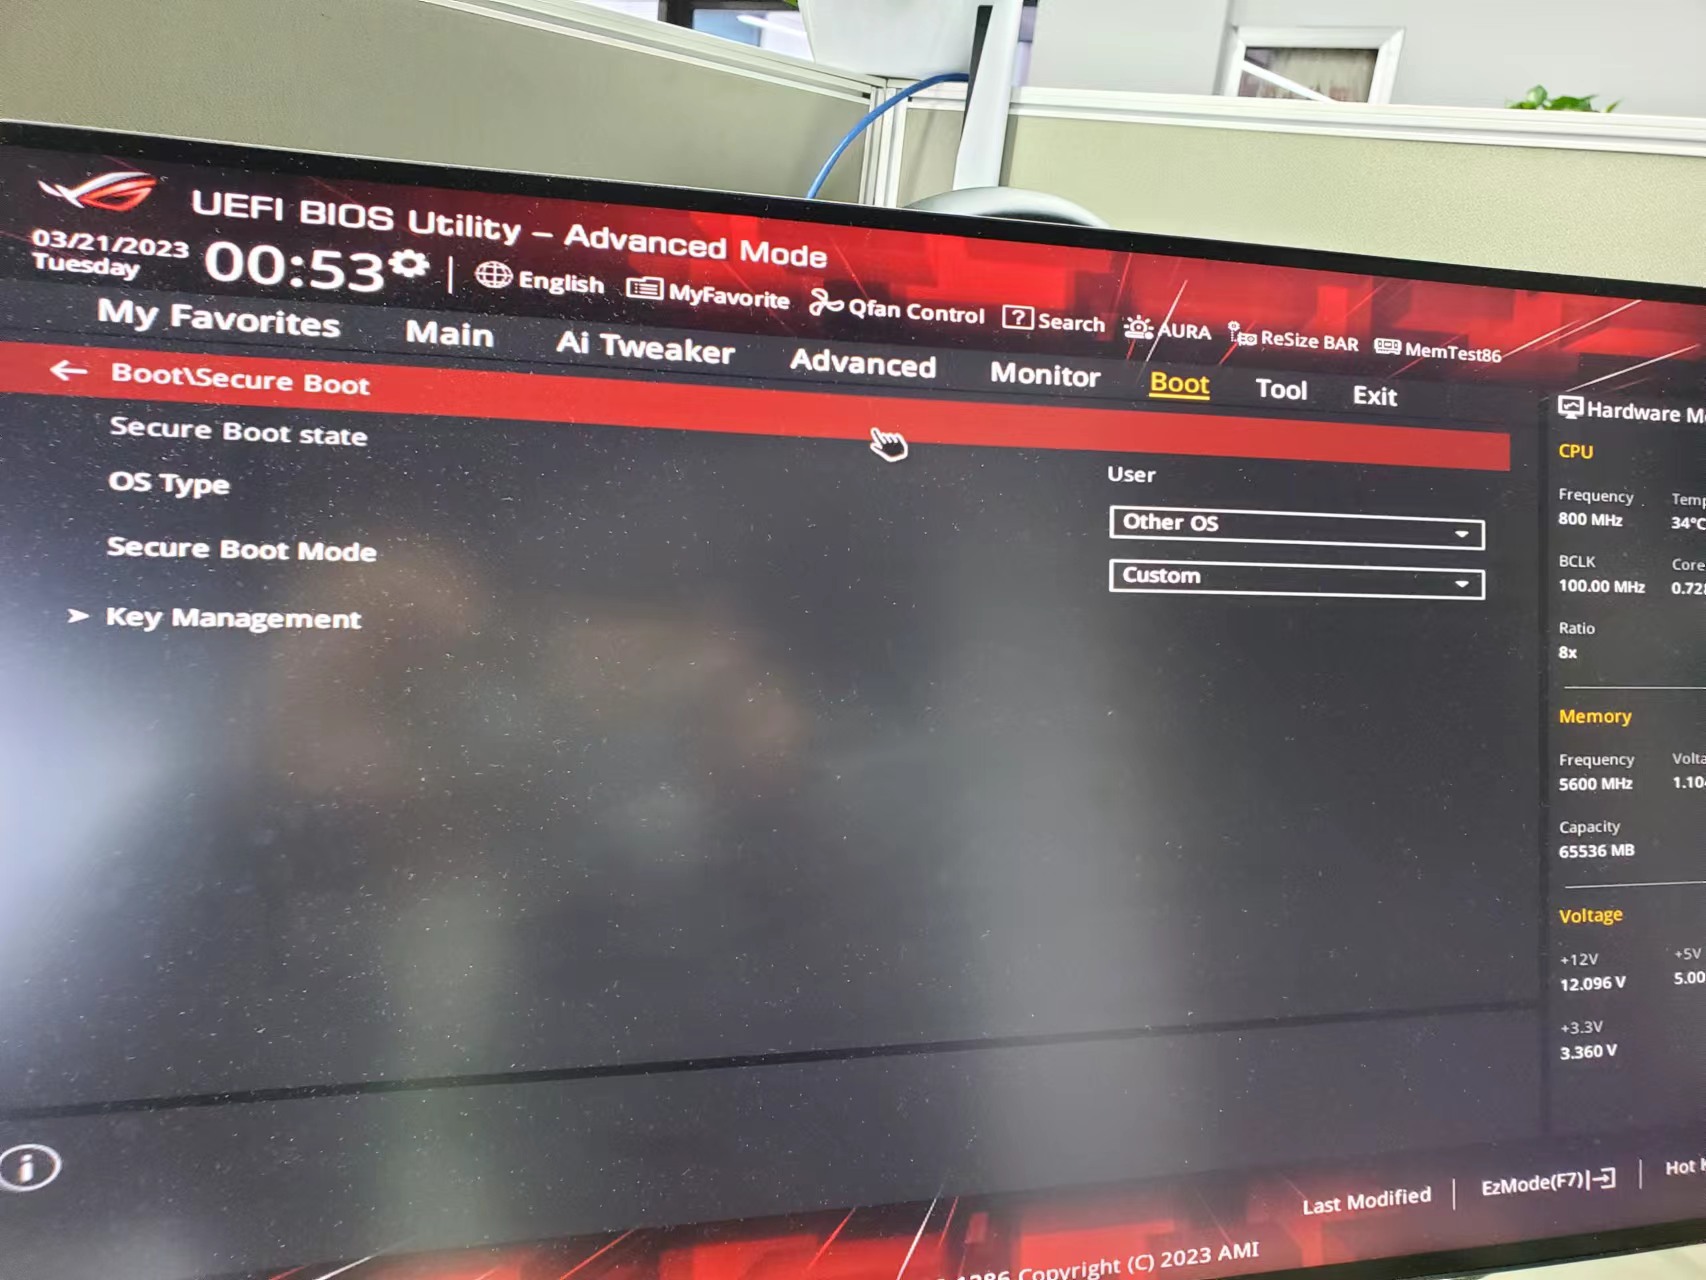 UEFI BIOS Utility – Advanced Mode
03/21/2023
Tuesday
00:53
English
MyFavorite
Qfan Control
? Search
AURA
ReSize BAR
MemTest86
My Favorites
Main
Ai Tweaker
Advanced
Monitor
Boot
Tool
Exit
Boot\Secure Boot
Secure Boot state
User
OS Type
Other OS
Secure Boot Mode
Custom
Key Management
Hardware
CPU
Frequency
800 MHz
34°C
BCLK
Core
100.00 MHz
Ratio
8x
Memory
Frequency
5600 MHz
Capacity
65536 MB
Voltage
+12V
+5V
12.096 V
+3.3V
3.360 V
i
Last Modified
EzMode(F7)
Hot
Copyright (C) 2023 AMI